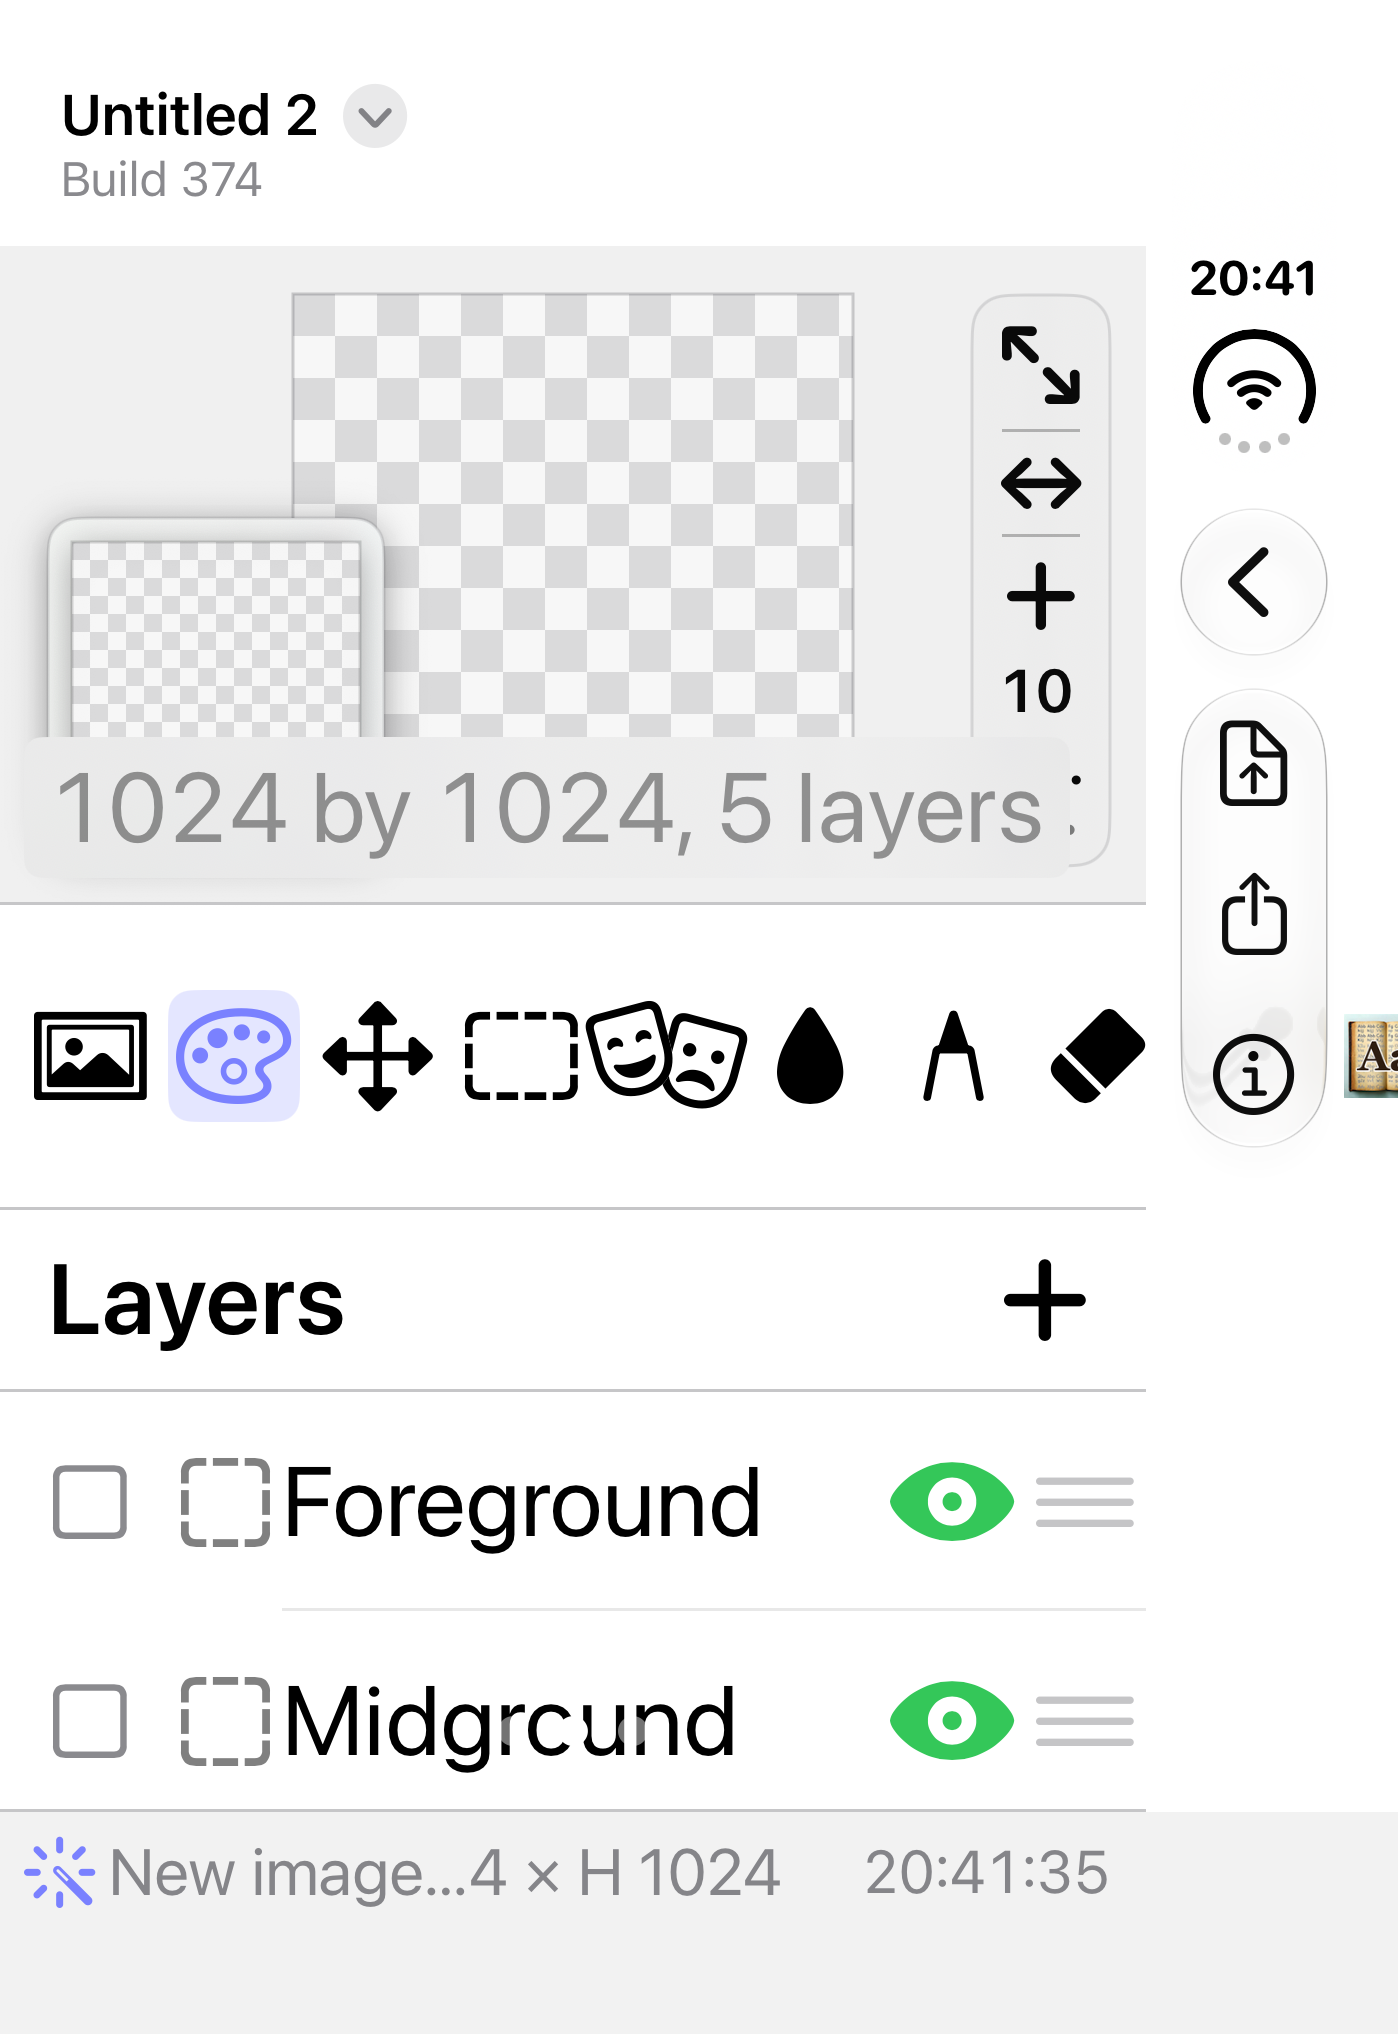 Untitled 2
Build 374
20:41
10
1024 by 1024, 5 layers
Layers
Foreground
Midground
New image...4 × H 1024
20:41:35